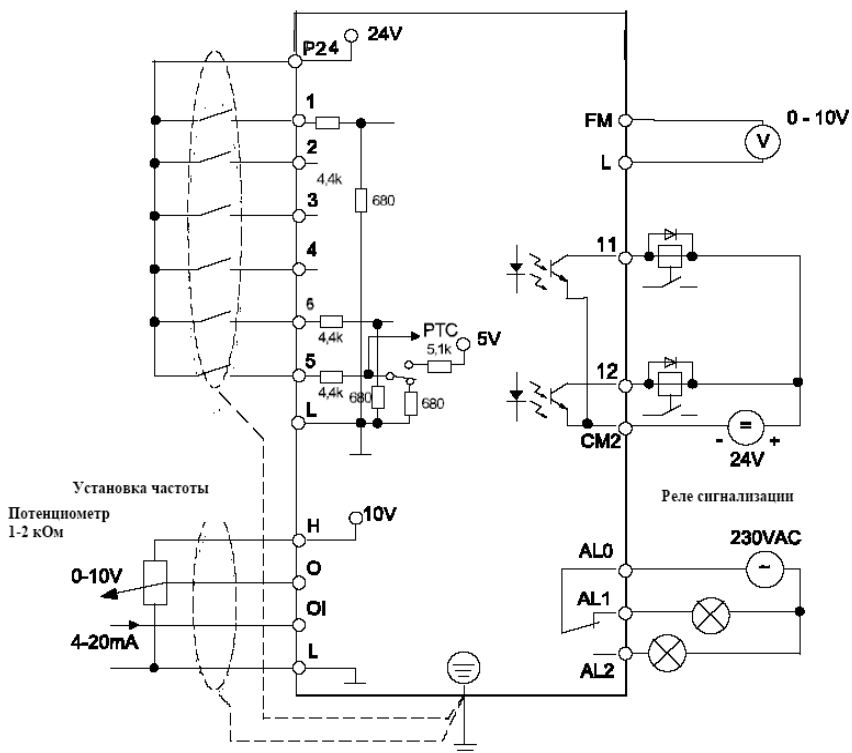 P24
24V
1
2
4,4k
3
680
4
6
4,4k
PTC
5,1k
5V
5
4,4k
680
680
L
FM
0 - 10V
V
L
11
12
CM2
=
- +
24V
Установка частоты
Потенциометр
1-2 кОм
H
10V
0-10V
O
OI
4-20mA
L
Реле сигнализации
230VAC
AL0
~
AL1
AL2